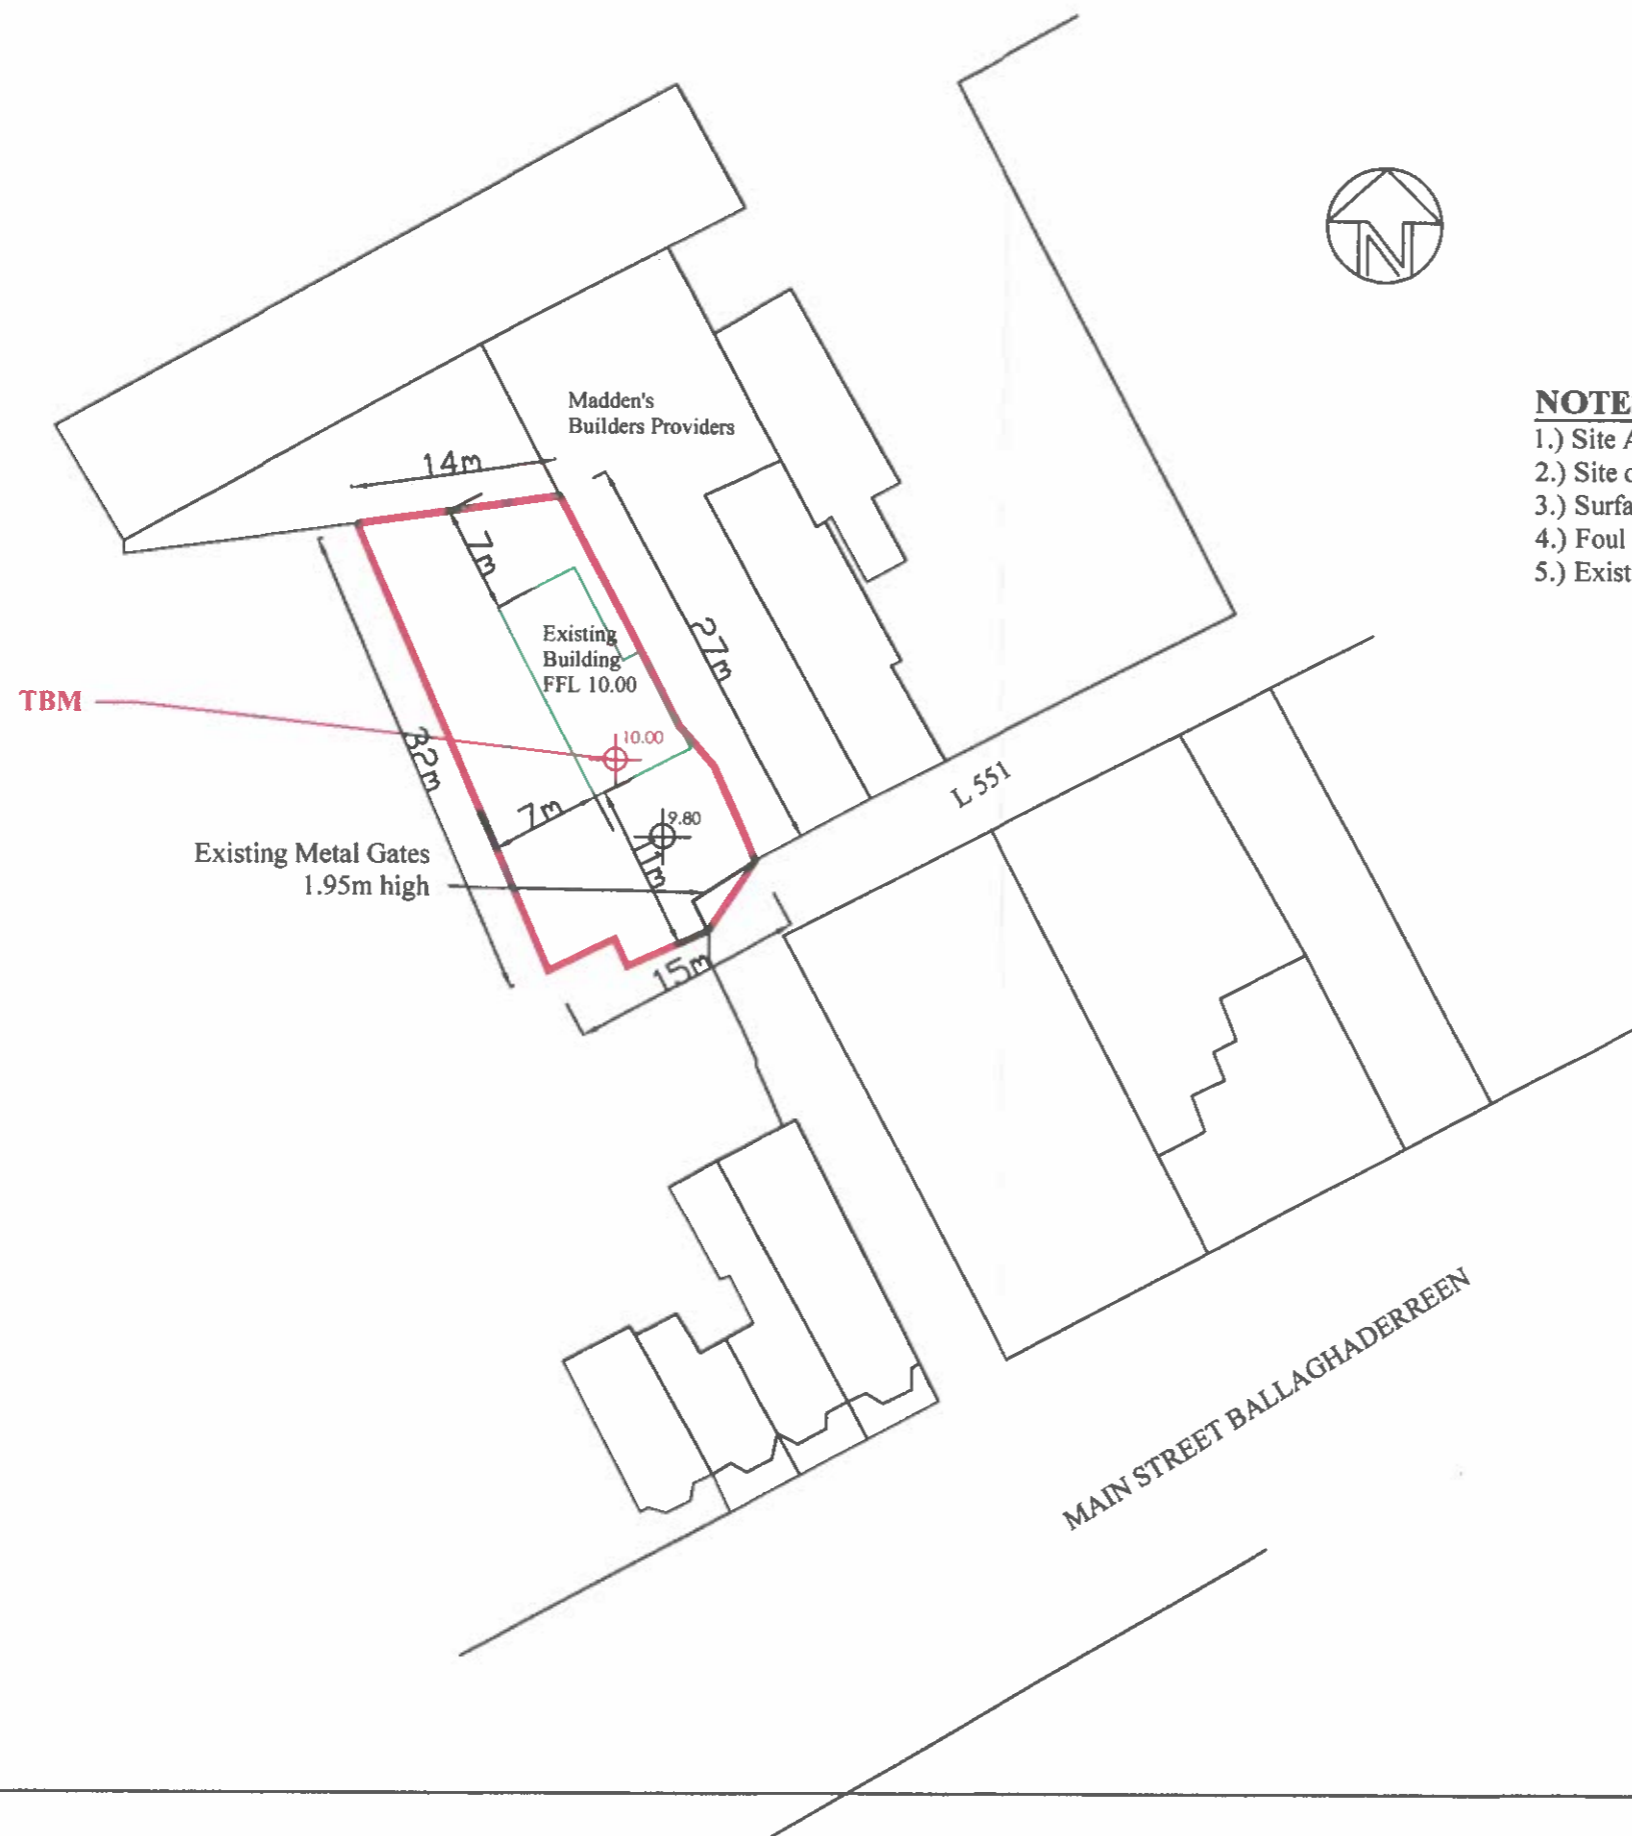 N
Madden's
Builders Providers
NOTE
1.) Site
2.) Site
3.)
4.) Foul
5.)
14m
7m
27m
Existing
Building
FFL 10.00
TBM
10.00
32m
7m
9.80
11m
L 551
Existing Metal Gates
1.95m high
15m
MAIN STREET BALLAGHADERREEN